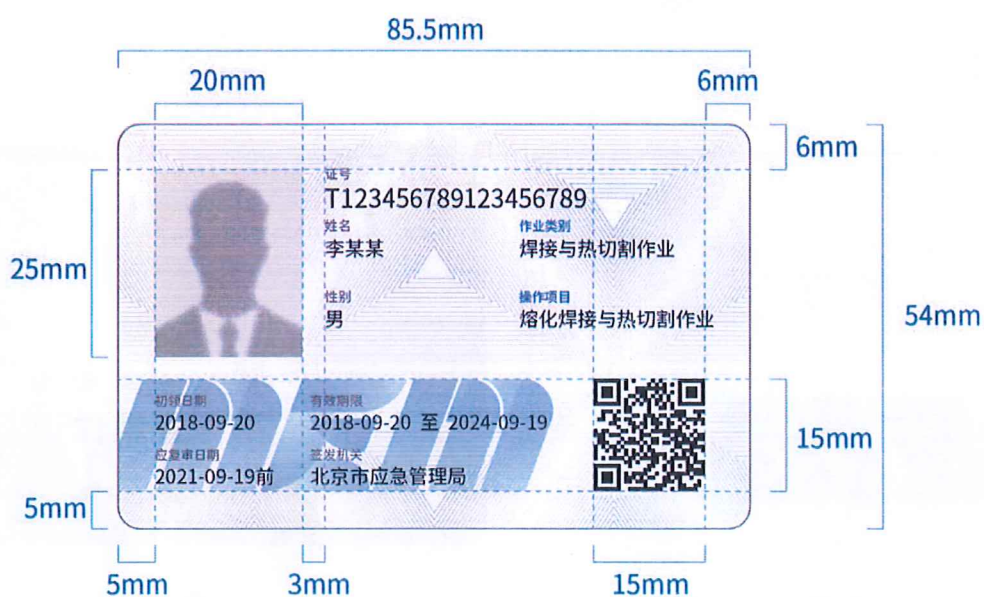 85.5mm
20mm
6mm
6mm
证号
T123456789123456789
姓名
作业类别
李某某
焊接与热切割作业
25mm
性别
操作项目
男
熔化焊接与热切割作业
54mm
初领日期
有效期限
2018-09-20
2018-09-20 至 2024-09-19
15mm
应复审日期
签发机关
2021-09-19前
北京市应急管理局
5mm
5mm
3mm
15mm